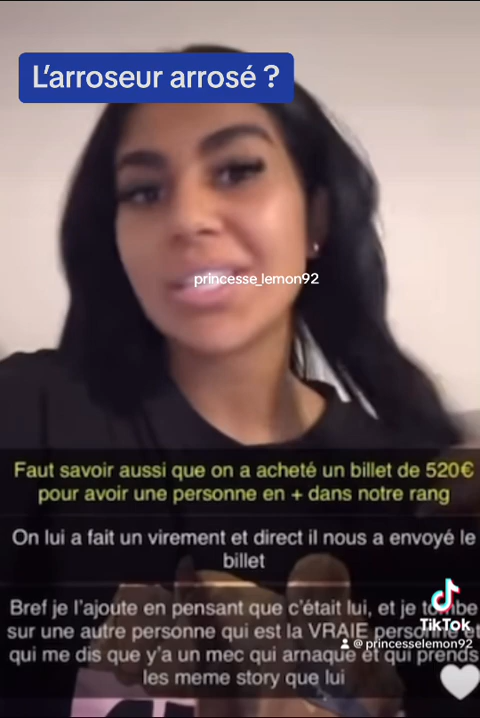 L'arroseur arrosé ?
princesse_lemon92
Faut savoir aussi que on a acheté un billet de 520€
pour avoir une personne en + dans notre rang
On lui a fait un virement et direct il nous a envoyé le
billet
Bref je l'ajoute en pensant que c'était lui, et je tombe
sur une autre personne qui est la VRAIE personne et
qui me dis que y'a un mec qui arnaque et qui prends
les meme story que lui
TikTok
@princesselemon92